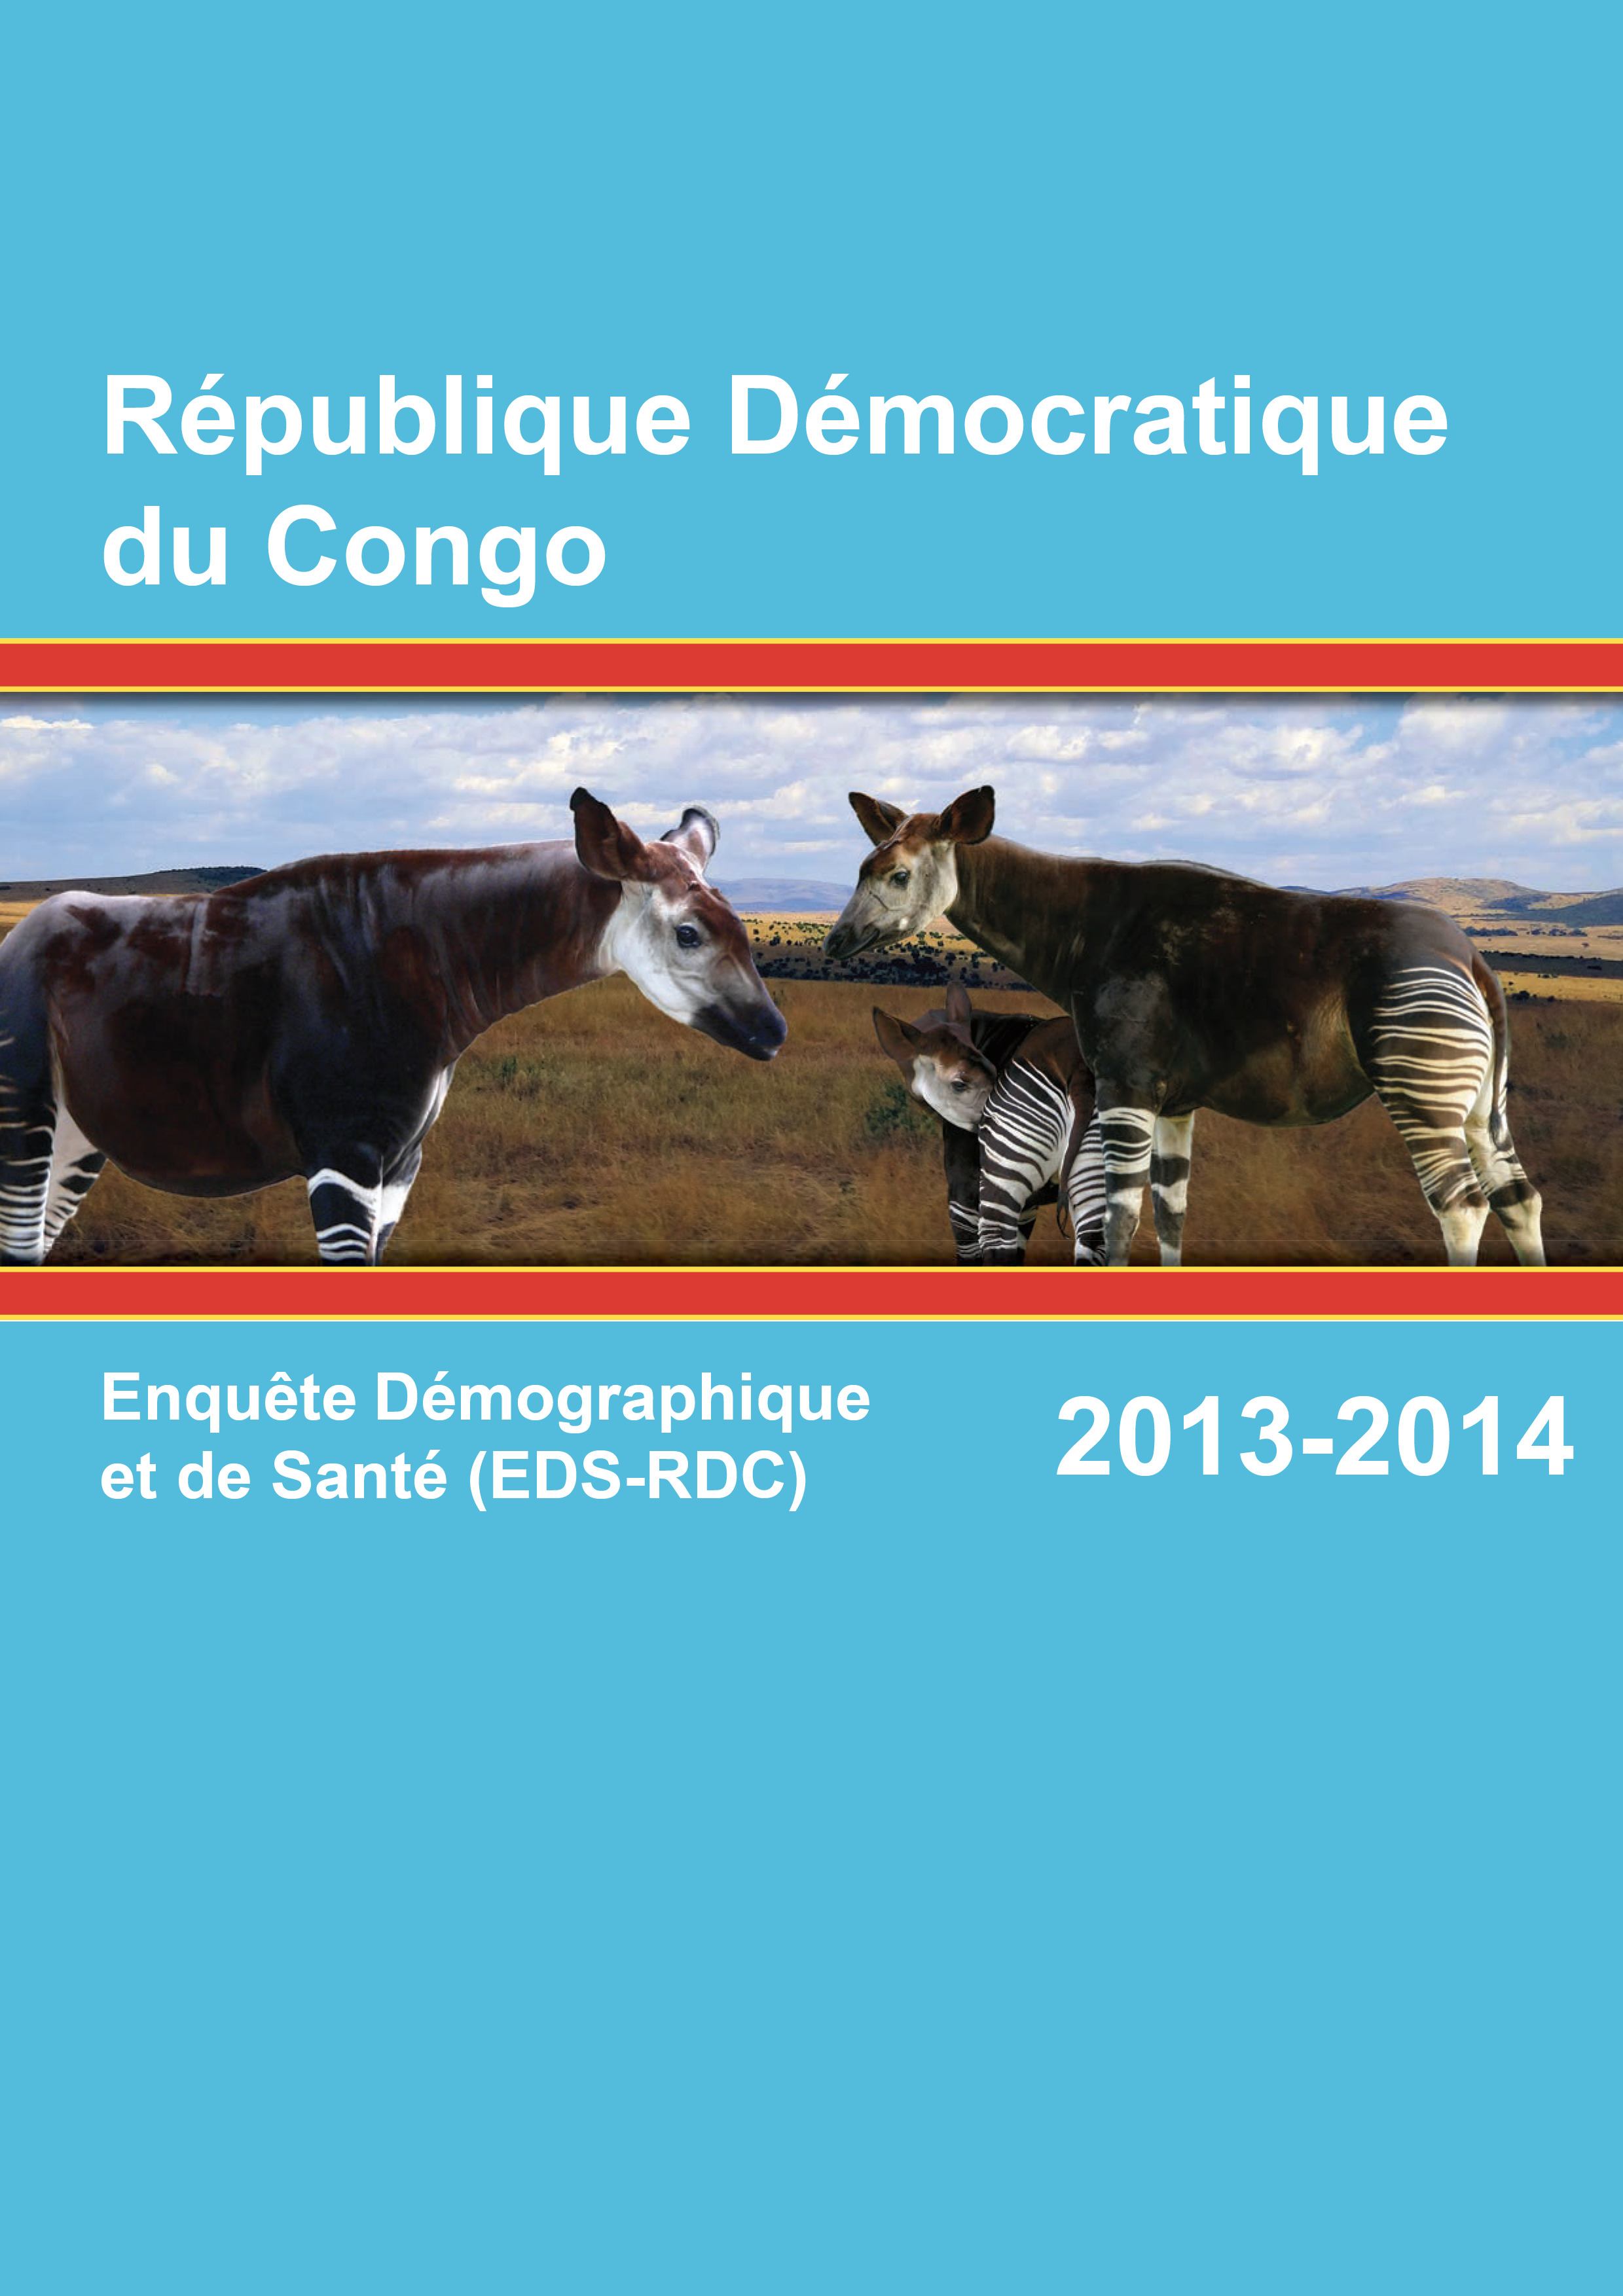 République Démocratique
du Congo
Enquête Démographique
et de Santé (EDS-RDC)
2013-2014